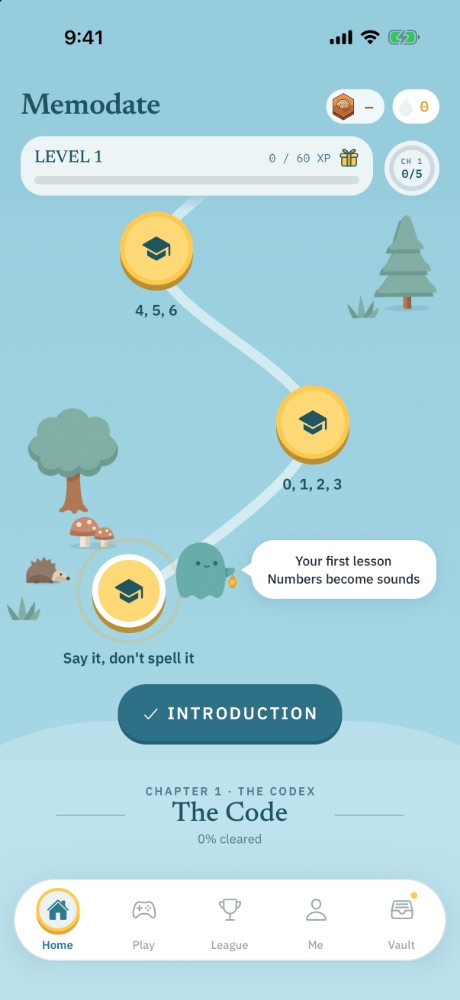 9:41
Memodate
–
0
LEVEL 1
0 / 60 XP
CH 1
0/5
4, 5, 6
0, 1, 2, 3
Your first lesson
Numbers become sounds
Say it, don't spell it
INTRODUCTION
CHAPTER 1 · THE CODEX
The Code
0% cleared
Home
Play
League
Me
Vault